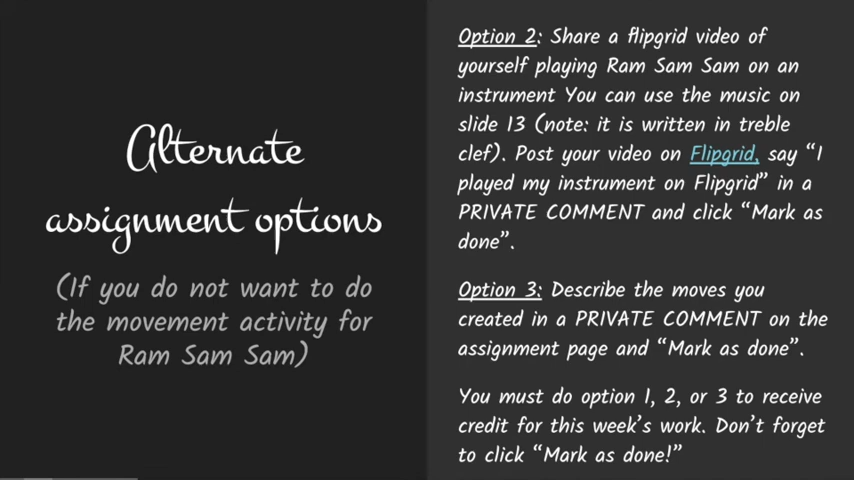 Alternate
assignment options
(If you do not want to do
the movement activity for
Ram Sam Sam)
Option 2: Share a flipgrid video of
yourself playing Ram Sam Sam on an
instrument You can use the music on
slide 13 (note: it is written in treble
clef). Post your video on Flipgrid, say “I
played my instrument on Flipgrid” in a
PRIVATE COMMENT and click “Mark as
done”.
Option 3: Describe the moves you
created in a PRIVATE COMMENT on the
assignment page and “Mark as done”.
You must do option 1, 2, or 3 to receive
credit for this week’s work. Don’t forget
to click “Mark as done!”